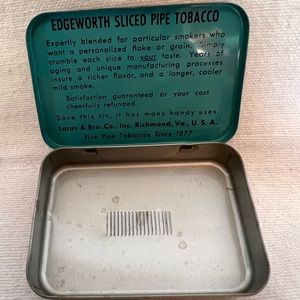 EDGEWORTH SLICED PIPE TOBACCO
Expertly blended for particular smokers who
want a personalized flake or grain. Simply
crumble each slice to your taste. Years of
aging and unique manufacturing processes
insure a richer flavor, and a longer, cooler
mild smoke.
Satisfaction guaranteed or your cost
cheerfully refunded.
Save this tin, it has many handy uses.
Larus & Bro. Co., Inc. Richmond, Va., U. S. A.
Fine Pipe Tobaccos Since 1877